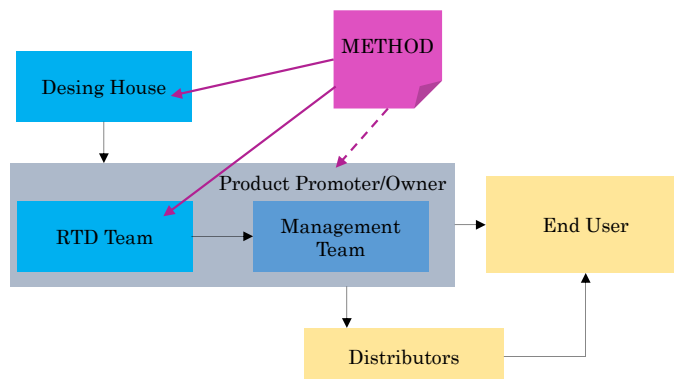 METHOD
Desing House
Product Promoter/Owner
RTD Team
Management
Team
End User
Distributors